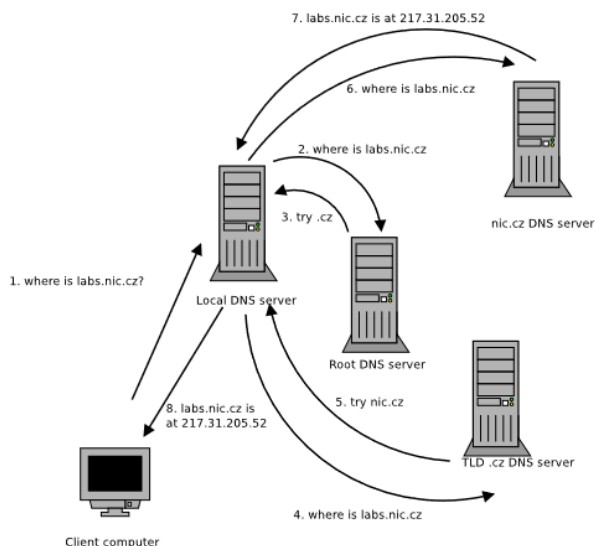 7. labs.nic.cz is at 217.31.205.52
6. where is labs.nic.cz
2. where is labs.nic.cz
3. try .cz
nic.cz DNS server
1. where is labs.nic.cz?
Local DNS server
Root DNS server
5. try nic.cz
8. labs.nic.cz is
at 217.31.205.52
TLD .cz DNS server
4. where is labs.nic.cz
Client computer